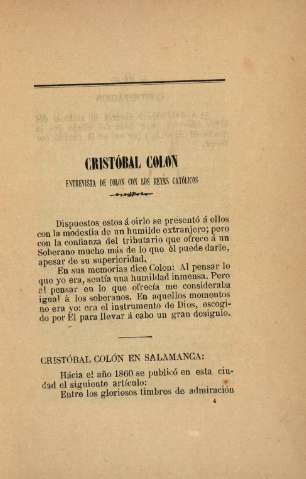 CRISTÓBAL COLÓN
ENTREVISTA DE COLON CON LOS REYES CATÓLICOS
Dispuestos estos á oirlo se presentó á ellos
con la modestia de un humilde extranjero; pero
con la confianza del tributario que ofrece á un
Soberano mucho más de lo que él puede darle,
apesar de su superioridad.
En sus memorias dice Colon: Al pensar lo
que yo era, sentía una humildad inmensa. Pero
al pensar en lo que ofrecía me consideraba
igual á los soberanos. En aquellos momentos
no era yo: era el instrumento de Dios, escogi-
do por Él para llevar á cabo un gran designio.
CRISTÓBAL COLÓN EN SALAMANCA:
Hácia el año 1860 se publicó en esta ciu-
dad el siguiente artículo:
Entre los gloriosos timbres de admiración
4